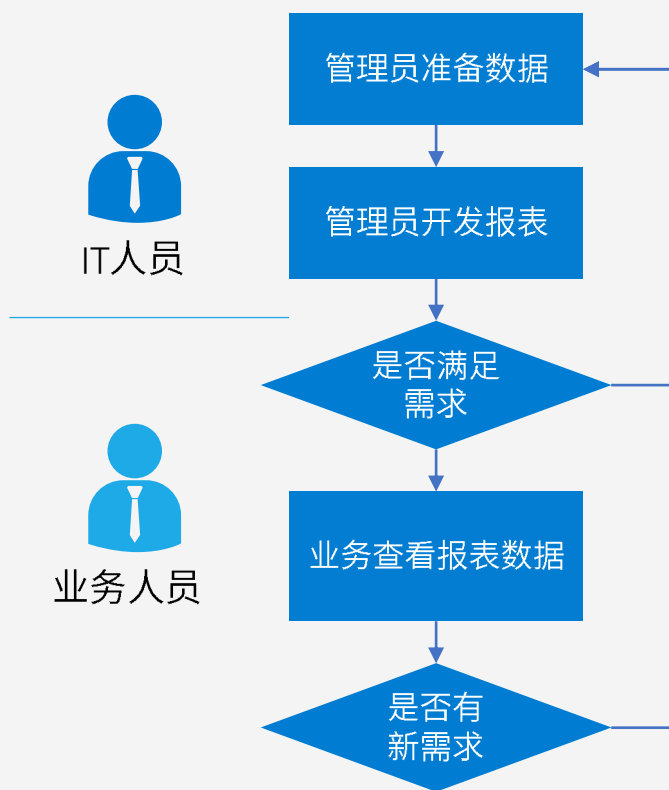 管理员准备数据
IT人员
管理员开发报表
是否满足
需求
业务人员
业务查看报表数据
是否有
新需求